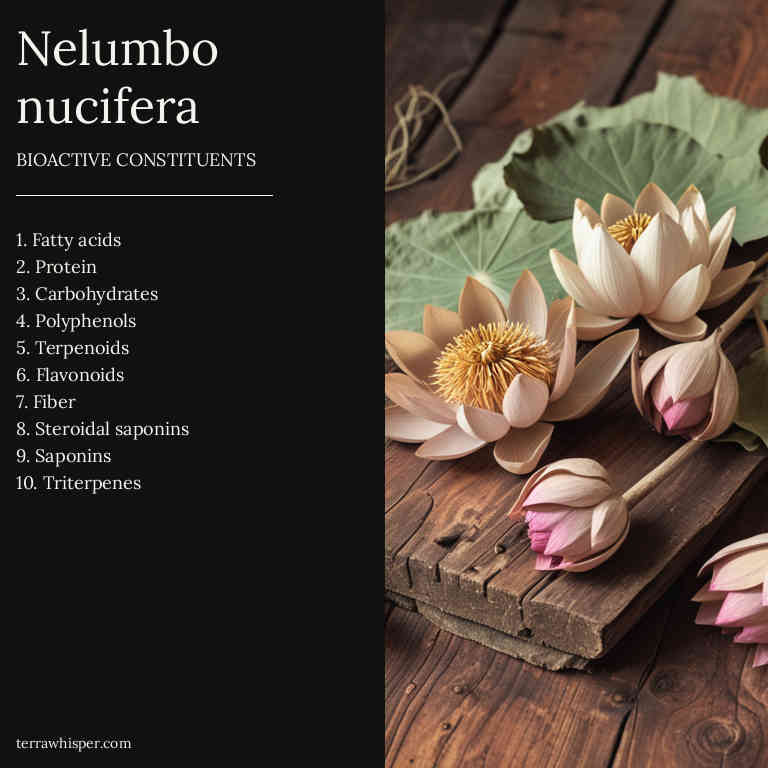 Nelumbo
nucifera
BIOACTIVE CONSTITUENTS
1. Fatty acids
2. Protein
3. Carbohydrates
4. Polyphenols
5. Terpenoids
6. Flavonoids
7. Fiber
8. Steroidal saponins
9. Saponins
10. Triterpenes
terrawhisper.com